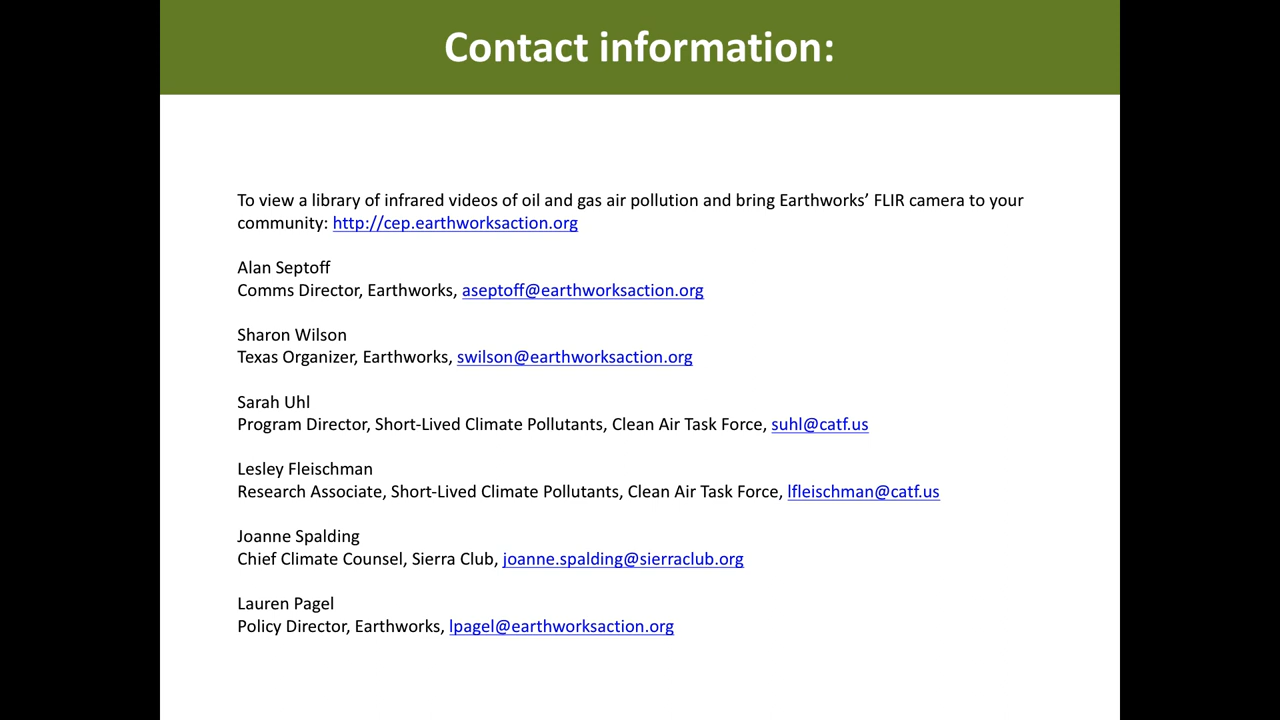 Contact information:
To view a library of infrared videos of oil and gas air pollution and bring Earthworks’ FLIR camera to your
community: http://cep.earthworksaction.org
Alan Septoff
Comms Director, Earthworks, aseptoff@earthworksaction.org
Sharon Wilson
Texas Organizer, Earthworks, swilson@earthworksaction.org
Sarah Uhl
Program Director, Short-Lived Climate Pollutants, Clean Air Task Force, suhl@catf.us
Lesley Fleischman
Research Associate, Short-Lived Climate Pollutants, Clean Air Task Force, lfleischman@catf.us
Joanne Spalding
Chief Climate Counsel, Sierra Club, joanne.spalding@sierraclub.org
Lauren Pagel
Policy Director, Earthworks, lpagel@earthworksaction.org